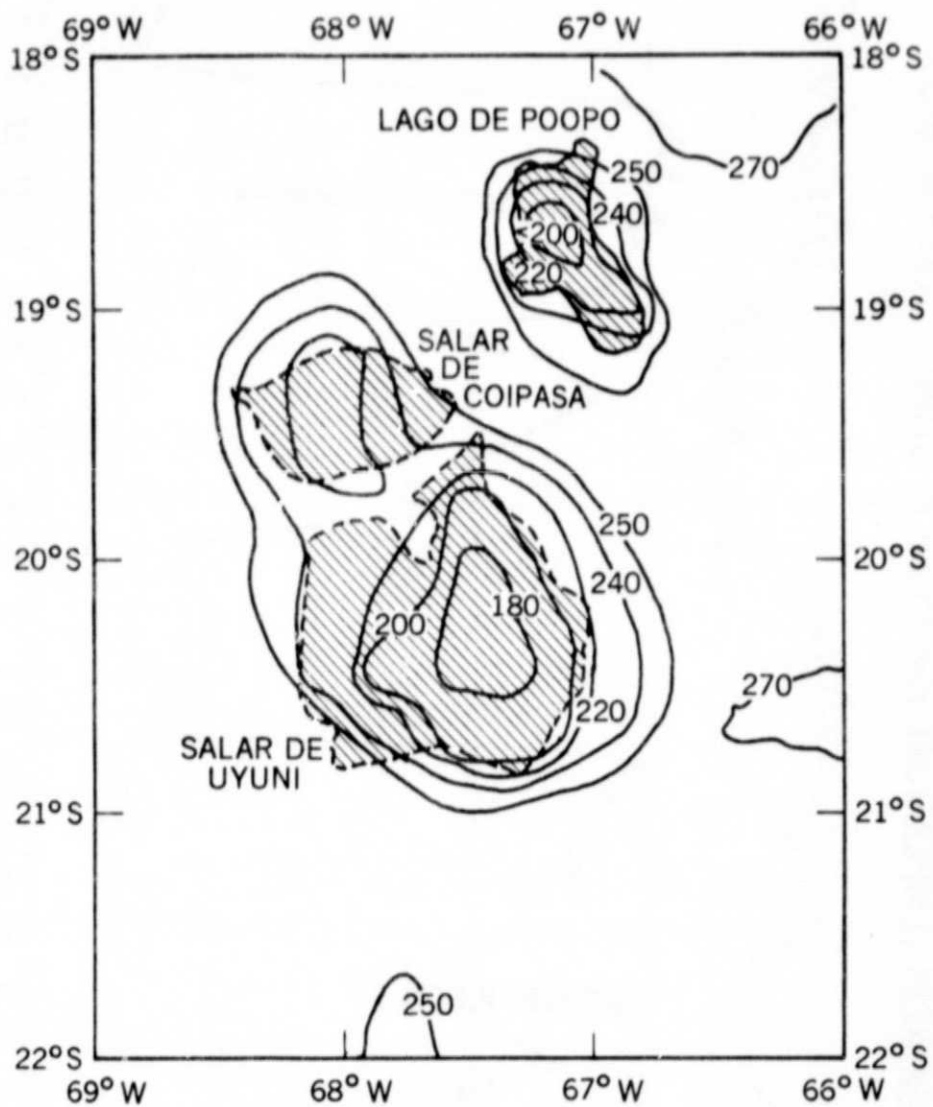 69°W 68°W 67°W 66°W
18°S 18°S
LAGO DE POOPO
250
270
240
200
220
19°S 19°S
SALAR
DE
COIPASA
250
20°S 20°S
240
180
200
270
220
SALAR DE
UYUNI
21°S 21°S
250
22°S 22°S
69°W 68°W 67°W 66°W